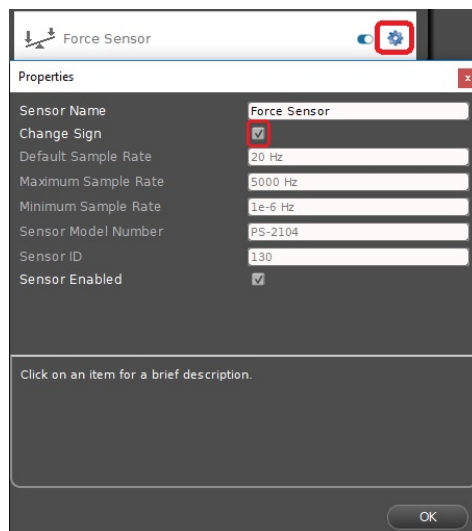 Force Sensor
Properties
x
Sensor Name Force Sensor
Change Sign
Default Sample Rate 20 Hz
Maximum Sample Rate 5000 Hz
Minimum Sample Rate 1e-6 Hz
Sensor Model Number PS-2104
Sensor ID 130
Sensor Enabled
Click on an item for a brief description.
OK